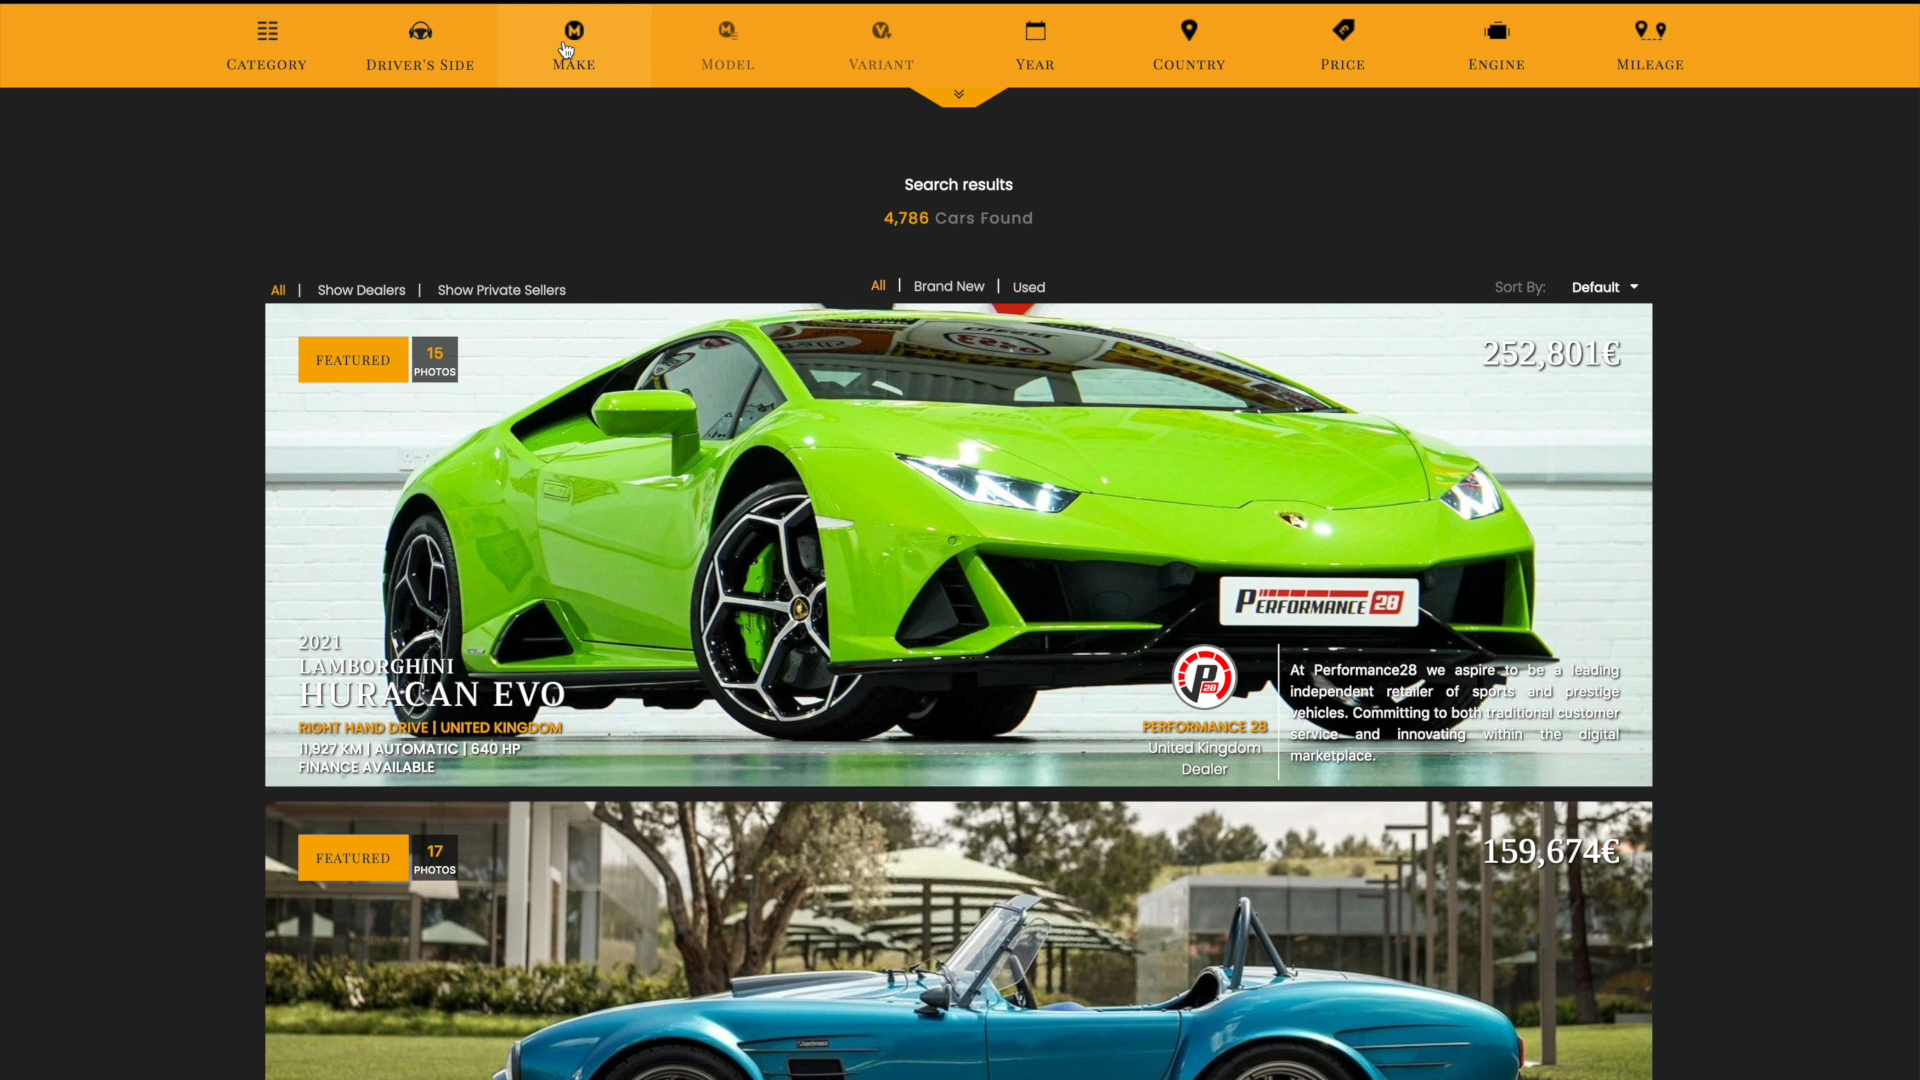 CATEGORY
DRIVER'S SIDE
MAKE
MODEL
VARIANT
YEAR
COUNTRY
PRICE
ENGINE
MILEAGE
Search results
4,786 Cars Found
All | Show Dealers | Show Private Sellers
All | Brand New | Used
Sort By: Default
FEATURED
15
PHOTOS
252,801€
PERFORMANCE 28
2021
LAMBORGHINI
HURACAN EVO
RIGHT HAND DRIVE | UNITED KINGDOM
11,927 KM | AUTOMATIC | 640 HP
FINANCE AVAILABLE
P
28
PERFORMANCE 28
United Kingdom
Dealer
At Performance28 we aspire to be a leading
independent retailer of sports and prestige
vehicles. Committing to both traditional customer
service and innovating within the digital
marketplace.
FEATURED
17
PHOTOS
159,674€